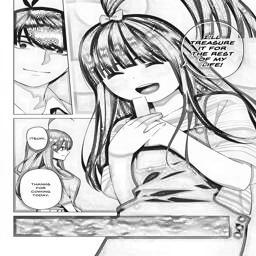 I'LL
TREASURE
IT FOR
THE REST
OF MY
LIFE!
ITSUKI,
THANKS
FOR
COMING
TODAY.